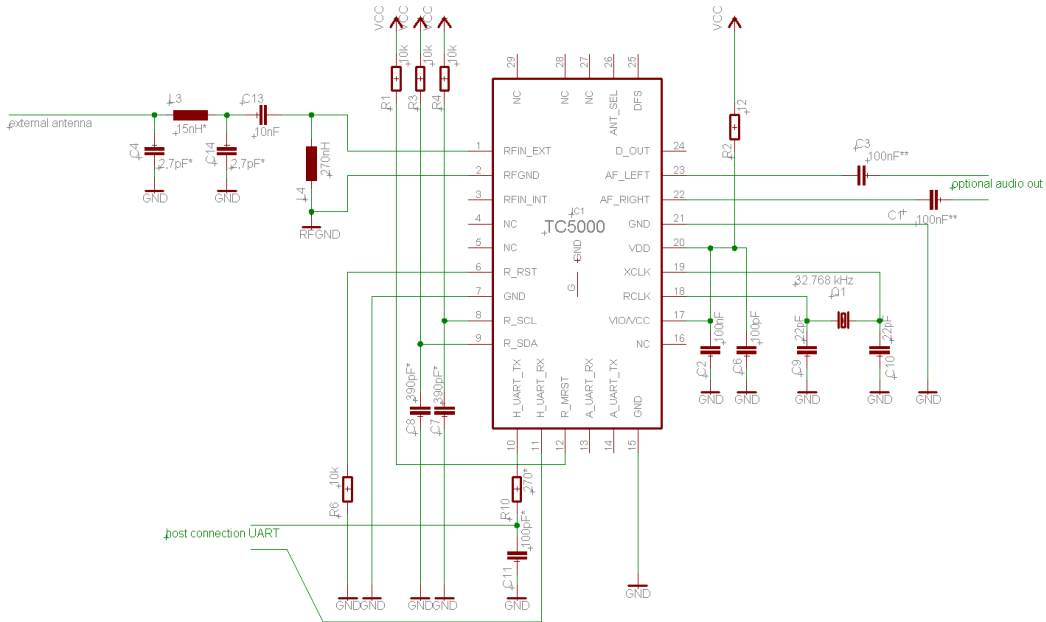 VCC
VCC
VCC
VCC
10k
10k
10k
R1
R3
R4
29
28
27
26
25
NC
NC
NC
ANT_SEL
DFS
12
R2
L3
15nH*
C13
10nF
external antenna
C4
2,7pF*
C14
2,7pF*
270nH
L4
GND
GND
RFGND
1
RFIN_EXT
2
RFGND
3
RFIN_INT
4
NC
5
NC
6
R_RST
7
GND
8
R_SCL
9
R_SDA
D_OUT
24
AF_LEFT
23
AF_RIGHT
22
GND
21
VDD
20
XCLK
19
RCLK
18
VIO/VCC
17
NC
16
IC1
TC5000
GND
G
C3
100nF**
optional audio out
C1
100nF**
32.768 kHz
Q1
100nF
C2
100pF
C6
22pF
C9
22pF
C10
GND
GND
GND
GND
GND
H_UART_TX
H_UART_RX
R_MRST
A_UART_RX
A_UART_TX
GND
10
11
12
13
14
15
390pF*
C8
390pF*
C7
10k
R6
270*
R10
100pF*
C11
host connection UART
GND
GND
GND
GND
GND
GND